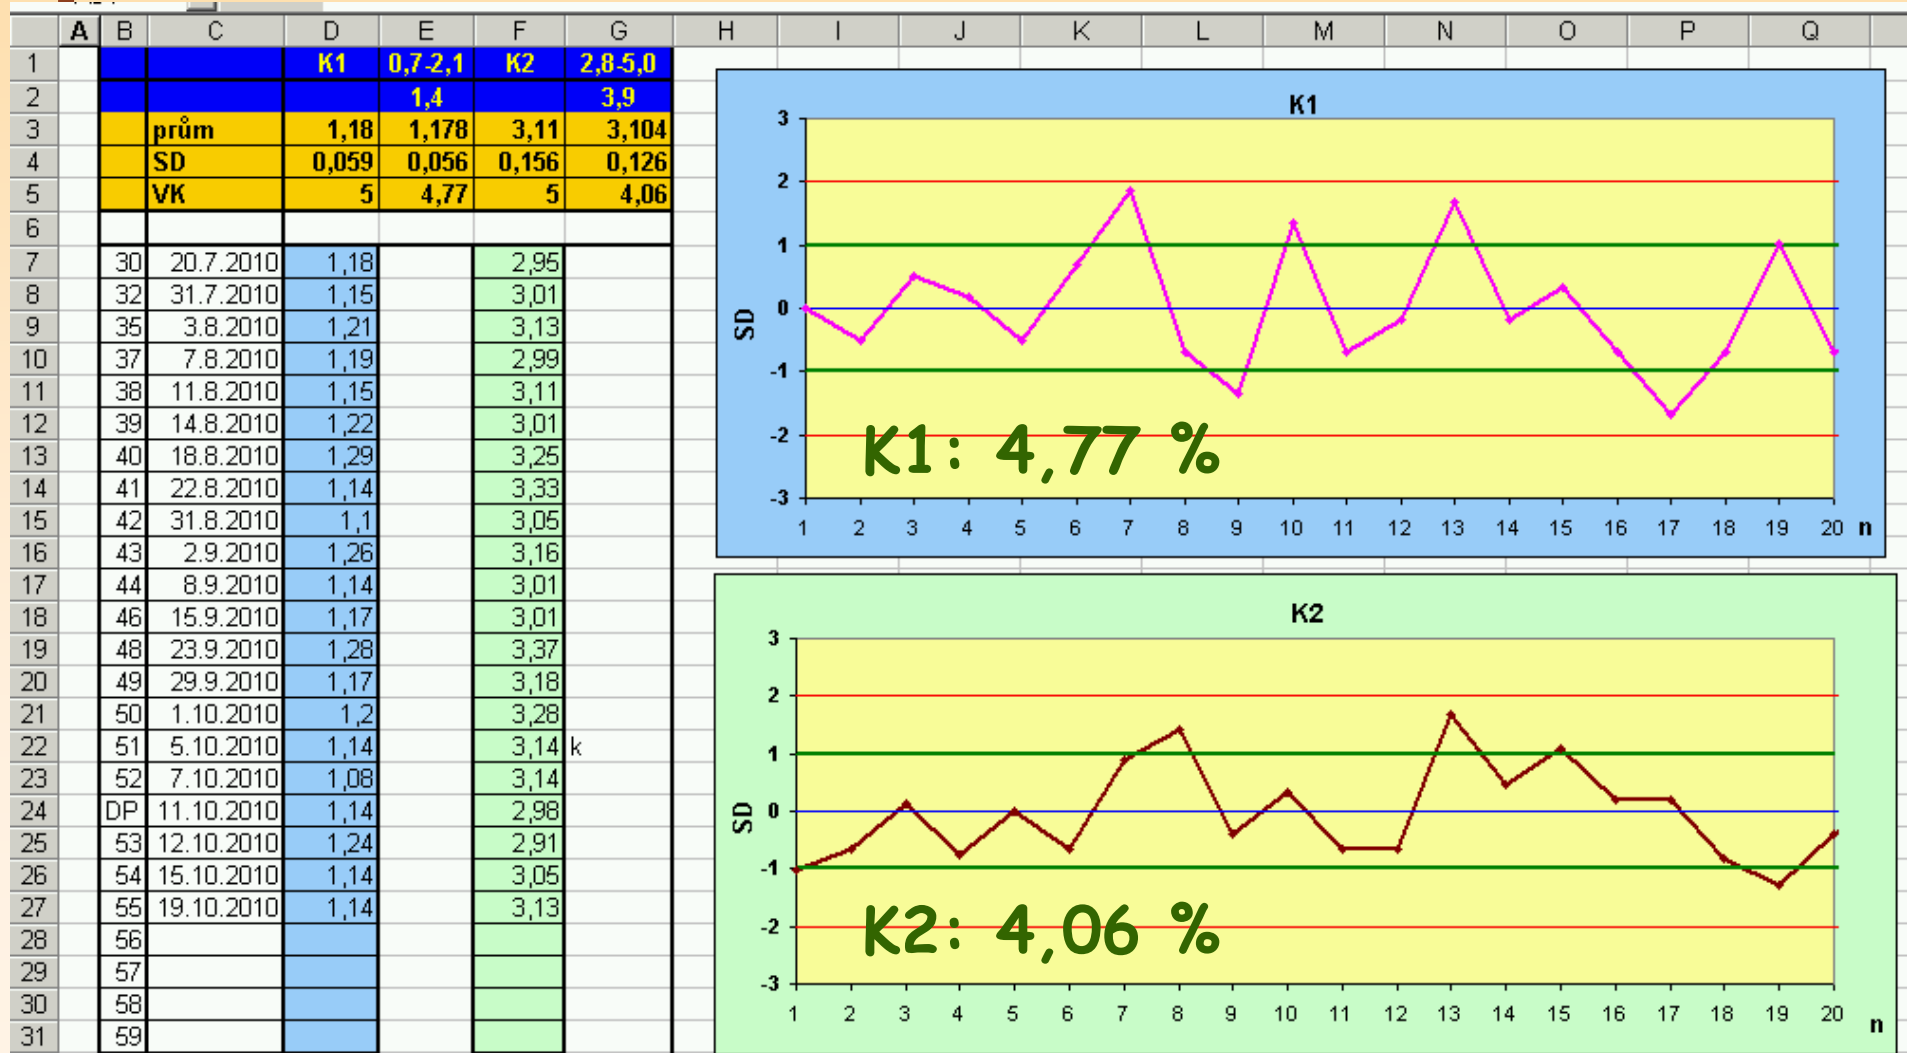 A B C D E F G H I J K L M N O P Q
1 K1 0,7-2,1 K2 2,8-5,0
2 1,4 3,9
3 prům 1,18 1,178 3,11 3,104
4 SD 0,059 0,056 0,156 0,126
5 VK 5 4,77 5 4,06
6
7 30 20.7.2010 1,18 2,95
8 32 31.7.2010 1,15 3,01
9 35 3.8.2010 1,21 3,13
10 37 7.8.2010 1,19 2,99
11 38 11.8.2010 1,15 3,11
12 39 14.8.2010 1,22 3,01
13 40 18.8.2010 1,29 3,25
14 41 22.8.2010 1,14 3,33
15 42 31.8.2010 1,1 3,05
16 43 2.9.2010 1,26 3,16
17 44 8.9.2010 1,14 3,01
18 46 15.9.2010 1,17 3,01
19 48 23.9.2010 1,28 3,37
20 49 29.9.2010 1,17 3,18
21 50 1.10.2010 1,2 3,28
22 51 5.10.2010 1,14 3,14 k
23 52 7.10.2010 1,08 3,14
24 DP 11.10.2010 1,14 2,98
25 53 12.10.2010 1,24 2,91
26 54 15.10.2010 1,14 3,05
27 55 19.10.2010 1,14 3,13
28 56
29 57
30 58
31 59
K1
3
2
1
0
-1
-2
-3
SD
K1: 4,77 %
1 2 3 4 5 6 7 8 9 10 11 12 13 14 15 16 17 18 19 20 n
K2
3
2
1
0
-1
-2
-3
SD
K2: 4,06 %
1 2 3 4 5 6 7 8 9 10 11 12 13 14 15 16 17 18 19 20 n